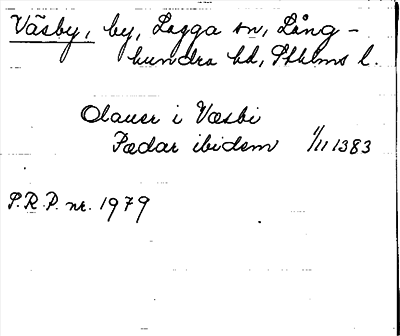 Väsby, by, Lagga sn, Lång-
hundra hd, Sthlms l.
Olauer i Væsbi
Pædar ibidem 1/11 1383
S.R.P. nr. 1979